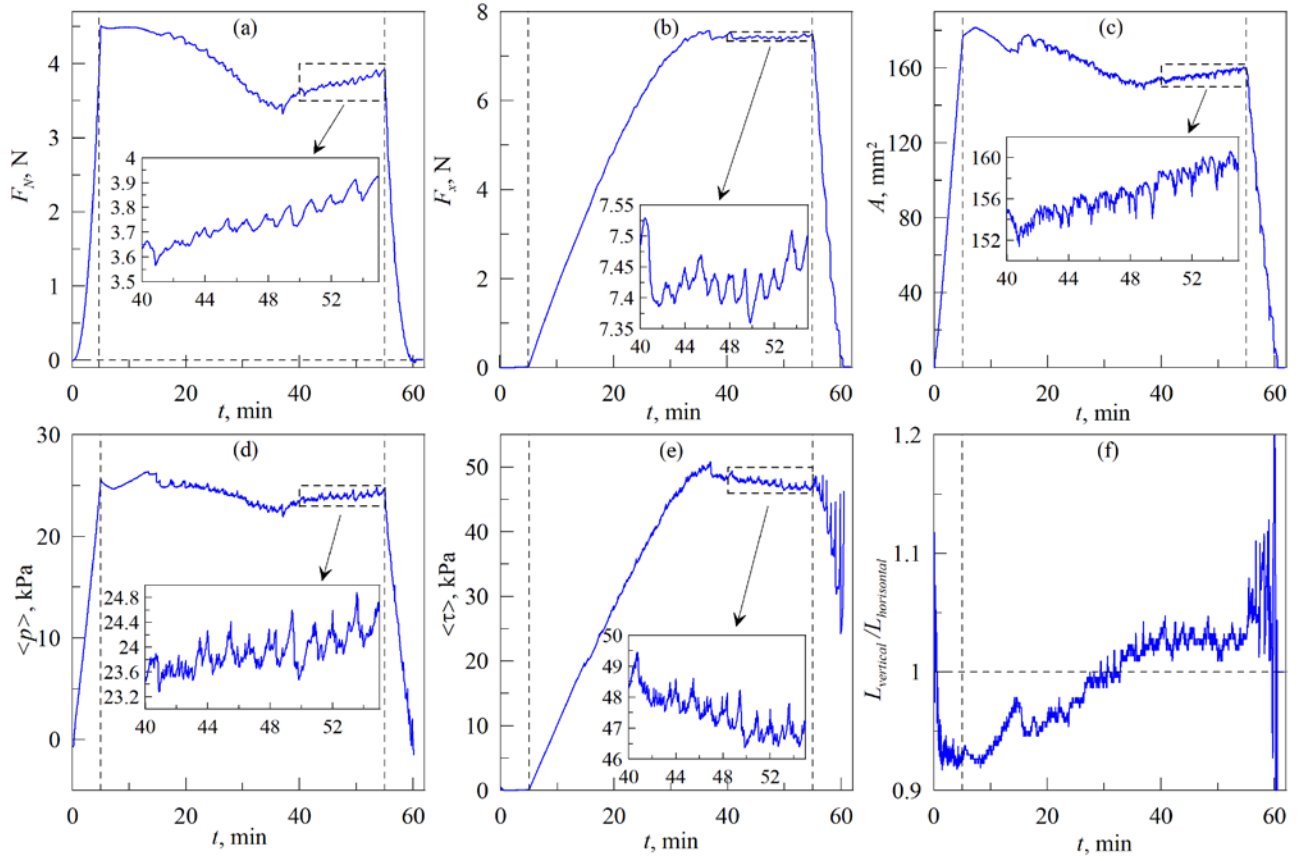 (a)
F_N, N
4
3
2
1
0
0 20 40 60
t, min
4
3.9
3.8
3.7
3.6
3.5
40 44 48 52
(b)
F_x, N
8
6
4
2
0
0 20 40 60
t, min
7.55
7.5
7.45
7.4
7.35
40 44 48 52
(c)
A, mm²
160
120
80
40
0
0 20 40 60
t, min
160
156
152
40 44 48 52
(d)
<p>, kPa
30
20
10
0
0 20 40 60
t, min
24.8
24.4
24
23.6
23.2
40 44 48 52
(e)
<τ>, kPa
50
40
30
20
10
0
0 20 40 60
t, min
50
49
48
47
46
40 44 48 52
(f)
L_vertical/L_horisontal
1.2
1.1
1
0.9
0 20 40 60
t, min